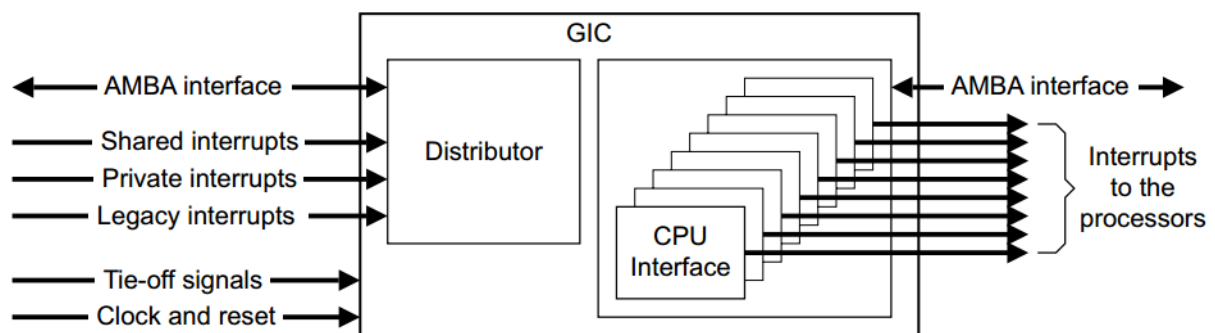 GIC
AMBA interface
Shared interrupts
Private interrupts
Legacy interrupts
Tie-off signals
Clock and reset
Distributor
CPU
Interface
AMBA interface
Interrupts
to the
processors